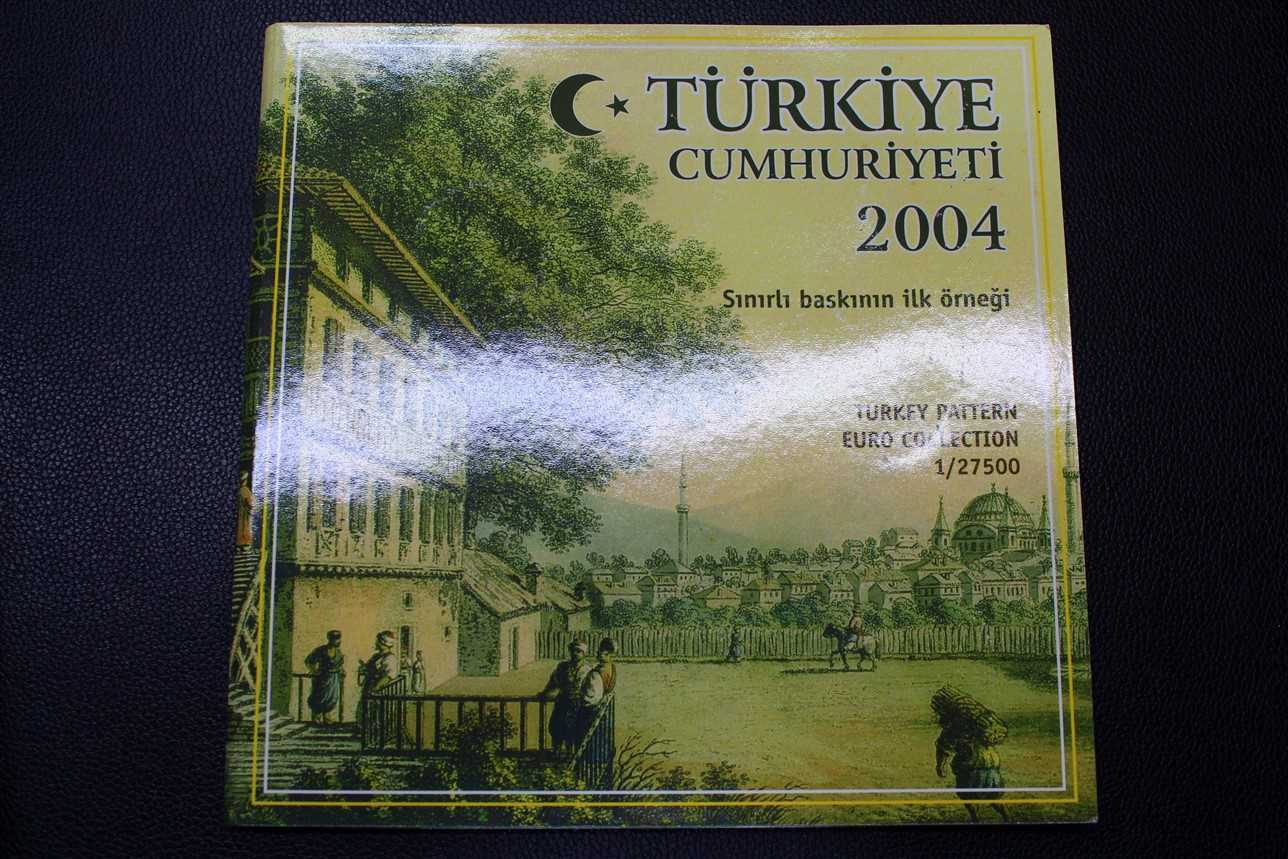 TÜRKİYE
CUMHURİYETİ
2004
Sınırlı baskının ilk örneği
TURKEY PATTERN
EURO COLLECTION
1/27500